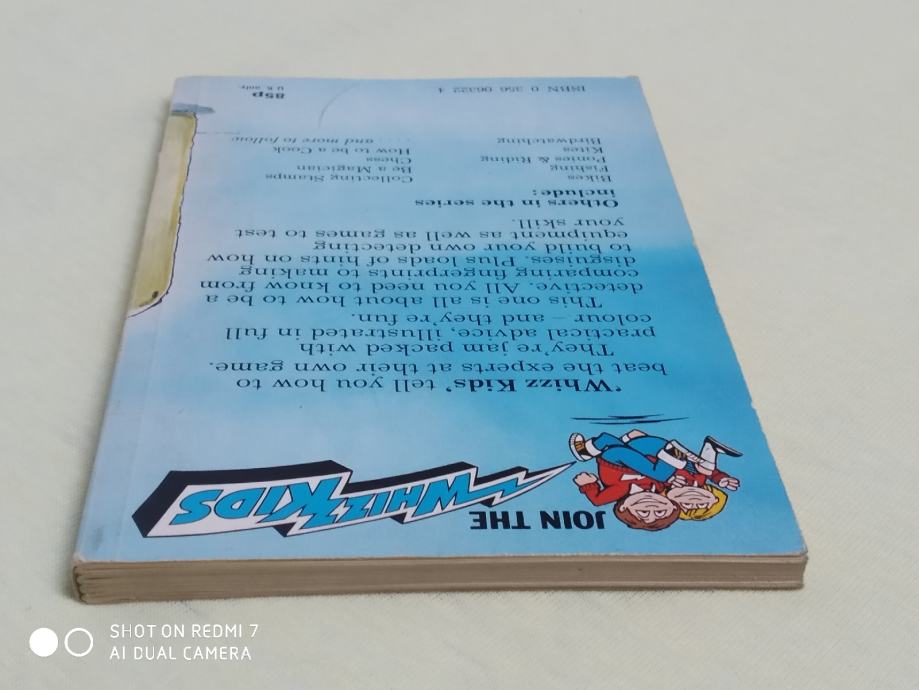 JOIN THE
WHIZZ KIDS
'Whizz Kids' tell you how to
beat the experts at their own game.
They're jam packed with
practical advice, illustrated in full
colour – and they're fun.
This one is all about how to be a
detective. All you need to know from
comparing fingerprints to making
disguises. Plus loads of hints on how
to build your own detecting
equipment as well as games to test
your skill.
Others in the series
include:
Bikes
Fishing
Ponies & Riding
Kites
Birdwatching
Collecting Stamps
Be a Magician
Chess
How to be a Cook
. . . . and more to follow
ISBN 0 356 06322 4
85p
U K only
SHOT ON REDMI 7
AI DUAL CAMERA